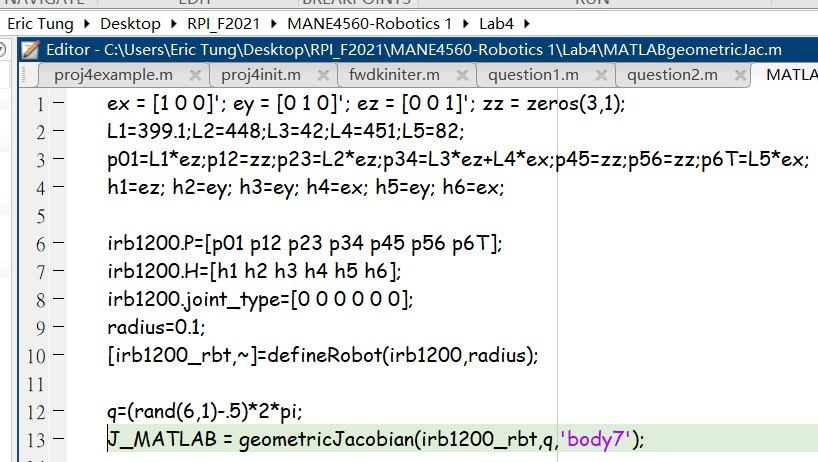 NAVIGATE EDIT RUN
Eric Tung Desktop RPI_F2021 MANE4560-Robotics 1 Lab4
Editor - C:\Users\Eric Tung\Desktop\RPI_F2021\MANE4560-Robotics 1\Lab4\MATLABgeometricJac.m
proj4example.m proj4init.m fwdkiniter.m question1.m question2.m MATLA
1 ex = [1 0 0]'; ey = [0 1 0]'; ez = [0 0 1]'; zz = zeros(3,1);
2 L1=399.1;L2=448;L3=42;L4=451;L5=82;
3 p01=L1*ez;p12=zz;p23=L2*ez;p34=L3*ez+L4*ex;p45=zz;p56=zz;p6T=L5*ex;
4 h1=ez; h2=ey; h3=ey; h4=ex; h5=ey; h6=ex;
5
6 irb1200.P=[p01 p12 p23 p34 p45 p56 p6T];
7 irb1200.H=[h1 h2 h3 h4 h5 h6];
8 irb1200.joint_type=[0 0 0 0 0 0];
9 radius=0.1;
10 [irb1200_rbt,~]=defineRobot(irb1200,radius);
11
12 q=(rand(6,1)-.5)*2*pi;
13 J_MATLAB = geometricJacobian(irb1200_rbt,q,'body7');